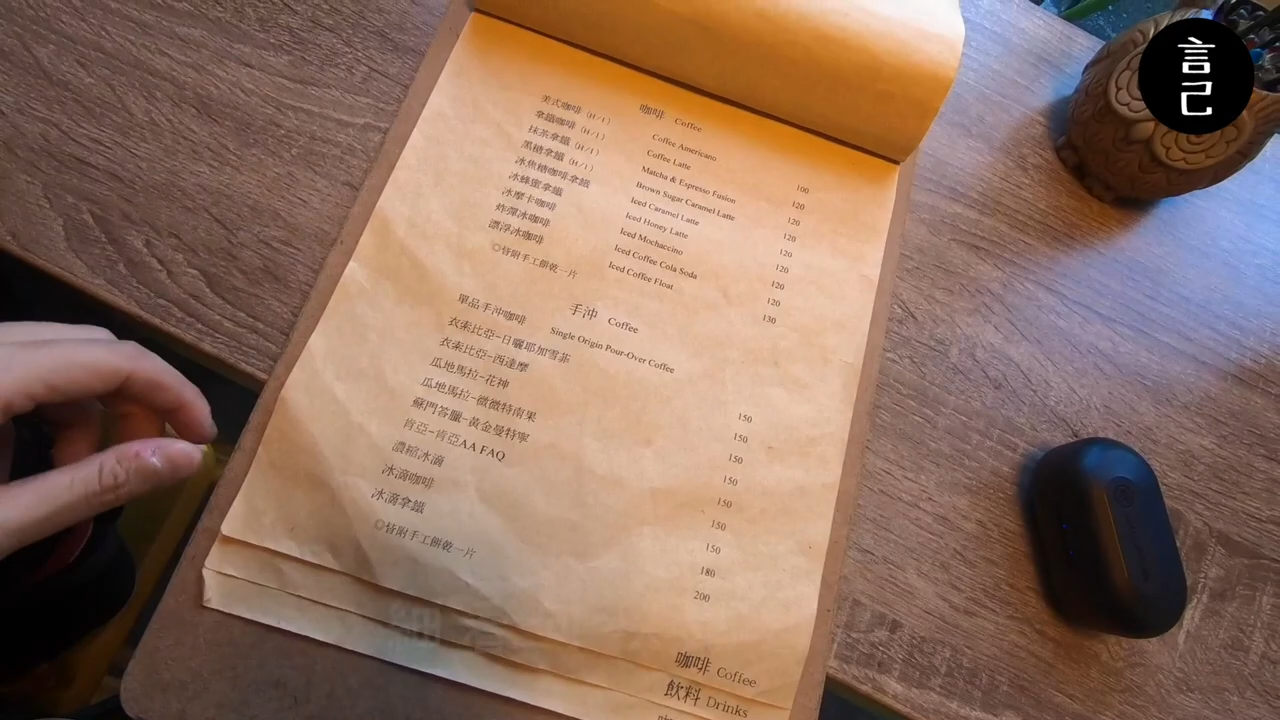 咖啡 Coffee
美式咖啡 (H/I) Coffee Americano 100
拿鐵咖啡 (H/I) Coffee Latte 120
抹茶拿鐵 (H/I) Matcha & Espresso Fusion 120
黑糖拿鐵 (H/I) Brown Sugar Caramel Latte 120
冰焦糖咖啡拿鐵 Iced Caramel Latte 120
冰蜂蜜拿鐵 Iced Honey Latte 120
冰摩卡咖啡 Iced Mochaccino 120
炸彈冰咖啡 Iced Coffee Cola Soda 120
漂浮冰咖啡 Iced Coffee Float 130
◎皆附手工餅乾一片
手沖 Coffee
單品手沖咖啡 Single Origin Pour-Over Coffee
衣索比亞-日曬耶加雪菲 150
衣索比亞-西達摩 150
瓜地馬拉-花神 150
瓜地馬拉-微微特南果 150
蘇門答臘-黃金曼特寧 150
肯亞-肯亞AA FAQ 150
濃縮冰滴 150
冰滴咖啡 180
冰滴拿鐵 200
◎皆附手工餅乾一片
咖啡 Coffee
飲料 Drinks
言己